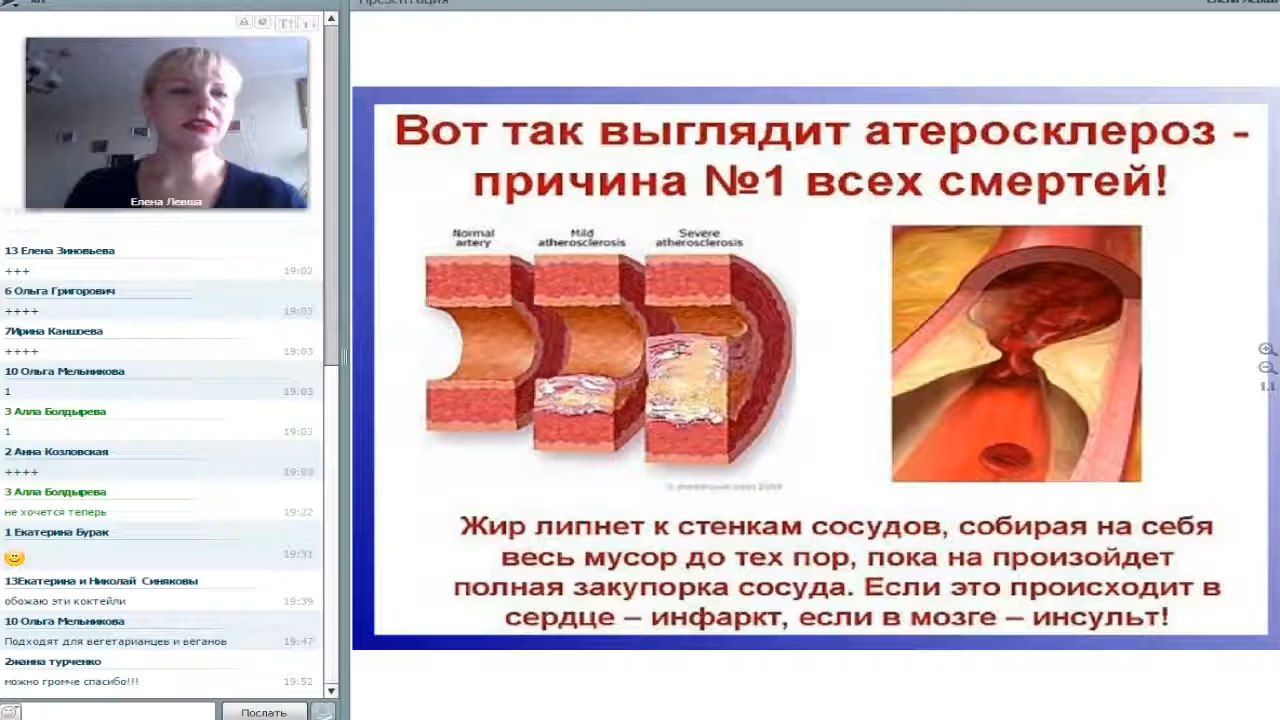 Презентация
Елена Левша
Елена Левша
13 Елена Зиновьева
+++ 19:02
6 Ольга Григорович
++++ 19:03
7Ирина Каншоева
++++ 19:03
10 Ольга Мельникова
1 19:03
3 Алла Болдырева
1 19:03
2 Анна Козловская
++++ 19:03
3 Алла Болдырева
не хочется теперь 19:22
1 Екатерина Бурак
19:31
13Екатерина и Николай Синяковы
обожаю эти коктейли 19:39
10 Ольга Мельникова
Подходят для вегетарианцев и веганов 19:47
2жанна турченко
можно громче спасибо!!! 19:52
Послать
Вот так выглядит атеросклероз -
причина №1 всех смертей!
Normal
artery
Mild
atherosclerosis
Severe
atherosclerosis
Жир липнет к стенкам сосудов, собирая на себя
весь мусор до тех пор, пока на произойдет
полная закупорка сосуда. Если это происходит в
сердце – инфаркт, если в мозге – инсульт!
1.1